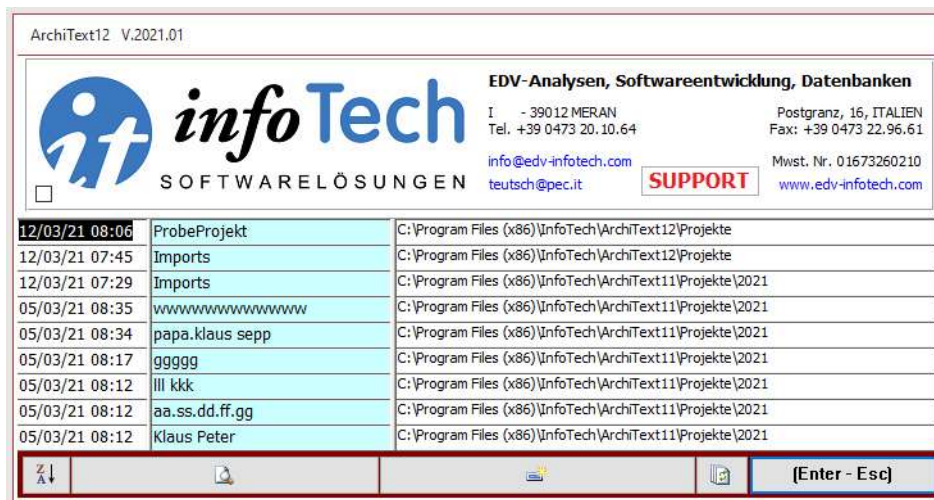 ArchiText12 V.2021.01
it infoTech
SOFTWARELÖSUNGEN
EDV-Analysen, Softwareentwicklung, Datenbanken
I - 39012 MERAN Postgranz, 16, ITALIEN
Tel. +39 0473 20.10.64 Fax: +39 0473 22.96.61
info@edv-infotech.com Mwst. Nr. 01673260210
teutsch@pec.it SUPPORT www.edv-infotech.com
12/03/21 08:06 ProbeProjekt C:\Program Files (x86)\InfoTech\ArchiText12\Projekte
12/03/21 07:45 Imports C:\Program Files (x86)\InfoTech\ArchiText12\Projekte
12/03/21 07:29 Imports C:\Program Files (x86)\InfoTech\ArchiText11\Projekte\2021
05/03/21 08:35 C:\Program Files (x86)\InfoTech\ArchiText11\Projekte\2021
05/03/21 08:34 papa.klaus sepp C:\Program Files (x86)\InfoTech\ArchiText11\Projekte\2021
05/03/21 08:17 ggggg C:\Program Files (x86)\InfoTech\ArchiText11\Projekte\2021
05/03/21 08:12 lll kkk C:\Program Files (x86)\InfoTech\ArchiText11\Projekte\2021
05/03/21 08:12 aa.ss.dd.ff.gg C:\Program Files (x86)\InfoTech\ArchiText11\Projekte\2021
05/03/21 08:12 Klaus Peter C:\Program Files (x86)\InfoTech\ArchiText11\Projekte\2021
(Enter - Esc)